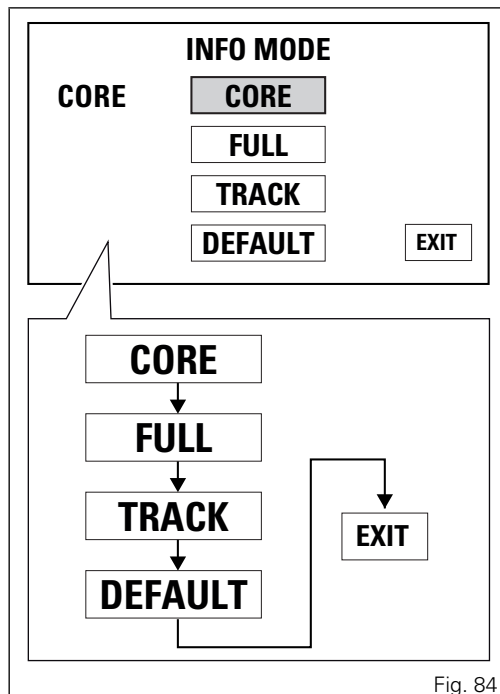 INFO MODE
CORE CORE
FULL
TRACK
DEFAULT EXIT
CORE
FULL
TRACK
EXIT
DEFAULT
Fig. 84